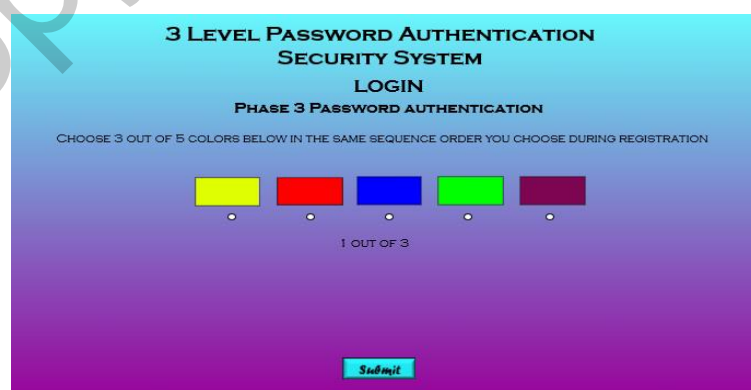 3 Level Password Authentication
Security System
LOGIN
Phase 3 Password authentication
Choose 3 out of 5 colors below in the same sequence order you choose during registration
1 out of 3
Submit